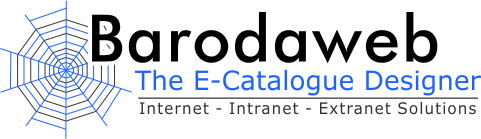 Barodaweb
The E-Catalogue Designer
Internet - Intranet - Extranet Solutions